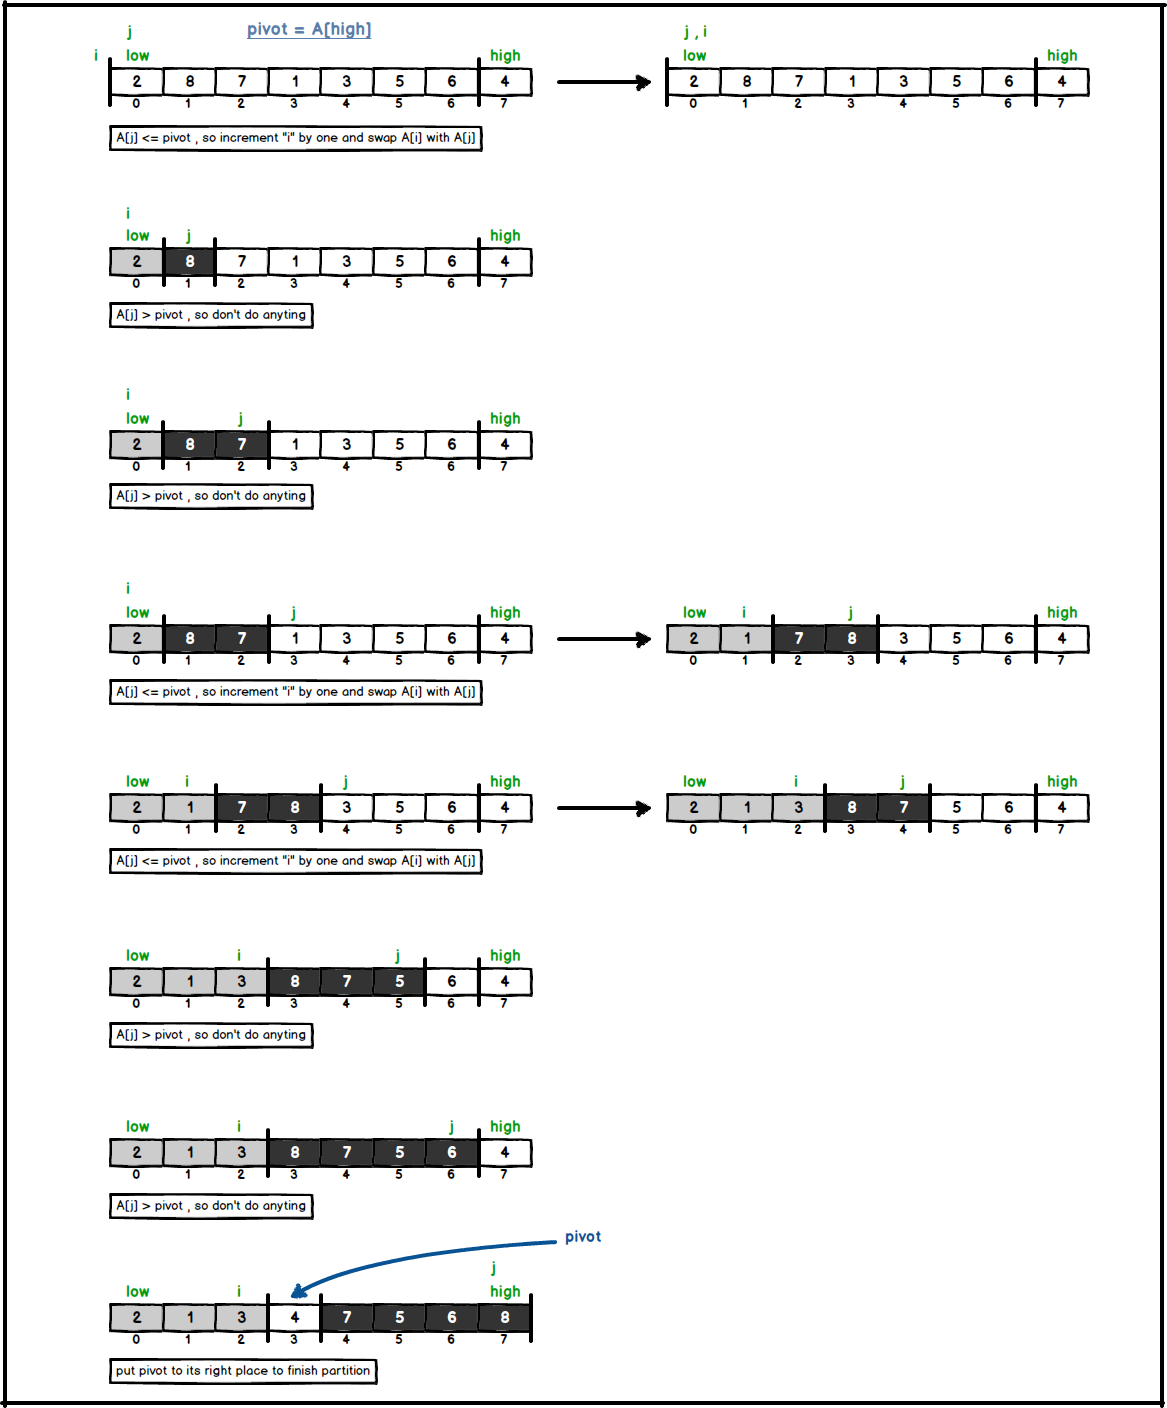 j pivot = A[high] j , i
i low high low high
2 8 7 1 3 5 6 4 2 8 7 1 3 5 6 4
0 1 2 3 4 5 6 7 0 1 2 3 4 5 6 7
A[j] <= pivot , so increment "i" by one and swap A[i] with A[j]
i
low j high
2 8 7 1 3 5 6 4
0 1 2 3 4 5 6 7
A[j] > pivot , so don't do anyting
i
low j high
2 8 7 1 3 5 6 4
0 1 2 3 4 5 6 7
A[j] > pivot , so don't do anyting
i
low j high low i j high
2 8 7 1 3 5 6 4 2 1 7 8 3 5 6 4
0 1 2 3 4 5 6 7 0 1 2 3 4 5 6 7
A[j] <= pivot , so increment "i" by one and swap A[i] with A[j]
low i j high low i j high
2 1 7 8 3 5 6 4 2 1 3 8 7 5 6 4
0 1 2 3 4 5 6 7 0 1 2 3 4 5 6 7
A[j] <= pivot , so increment "i" by one and swap A[i] with A[j]
low i j high
2 1 3 8 7 5 6 4
0 1 2 3 4 5 6 7
A[j] > pivot , so don't do anyting
low i j high
2 1 3 8 7 5 6 4
0 1 2 3 4 5 6 7
A[j] > pivot , so don't do anyting
pivot
j
low i high
2 1 3 4 7 5 6 8
0 1 2 3 4 5 6 7
put pivot to its right place to finish partition